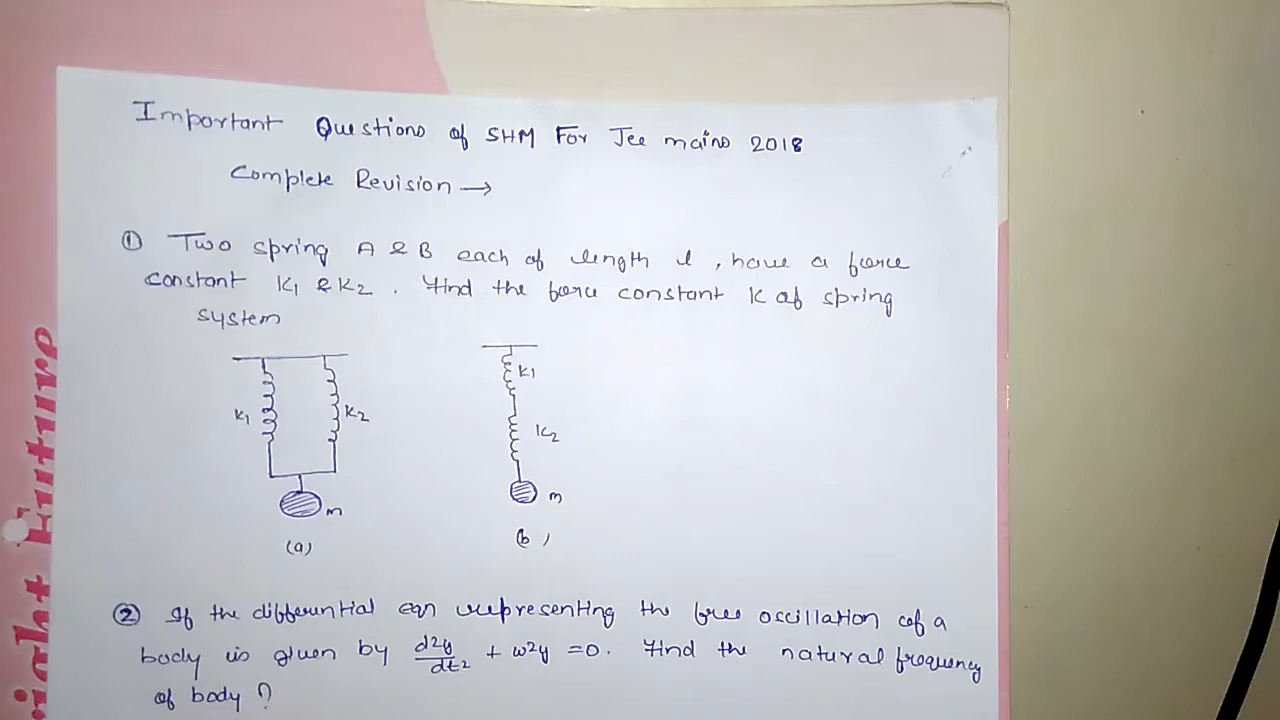 Important Questions of SHM For Jee mains 2018
Complete Revision →
① Two spring A & B each of length l, have a force
constant K1 & K2. Find the force constant K of spring
system
K1 K2 m
(a)
K1
K2
m
(b)
② If the differential eqn representing the free oscillation of a
body is given by d²y/dt² + ω²y = 0. Find the natural frequency
of body ?
ight Future